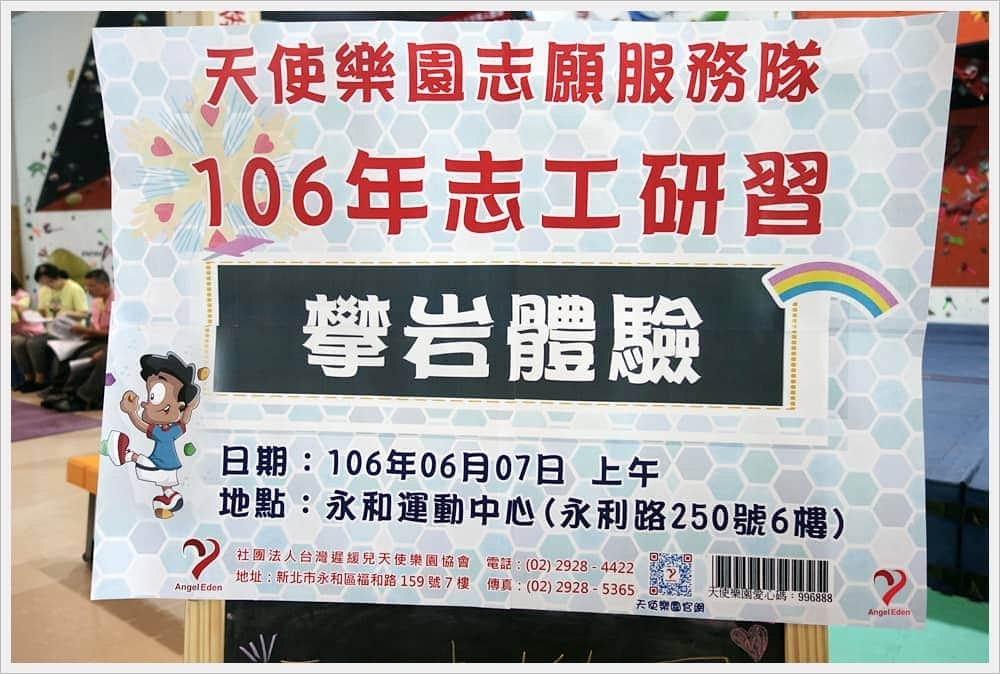 天使樂園志願服務隊
106年志工研習
攀岩體驗
日期：106年06月07日 上午
地點：永和運動中心(永利路250號6樓)
社團法人台灣遲緩兒天使樂園協會 電話：(02) 2928 - 4422
地址：新北市永和區福和路 159 號 7 樓 傳真：(02) 2928 - 5365
Angel Eden
天使樂園官網
天使樂園愛心碼：996888
Angel Eden